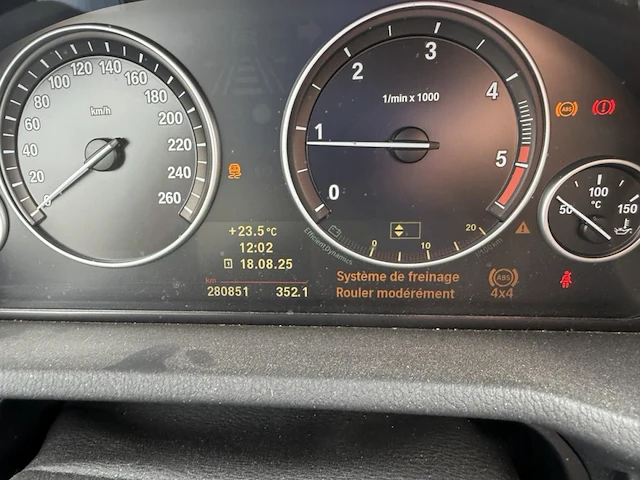 0 20 40 60 80 100 120 140 160 180 200 220 240 260
km/h
0 1 2 3 4 5
1/min x 1000
ABS
50 100 150
°C
+23.5°C
12:02
18.08.25
km
280851 352.1
EfficientDynamics
0 10 20
Système de freinage
Rouler modérément
ABS
4x4